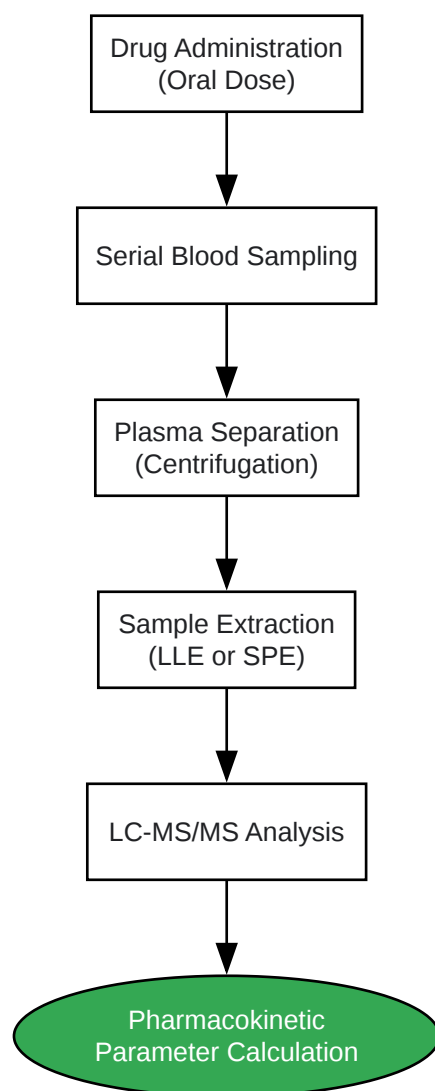 Drug Administration
(Oral Dose)
Serial Blood Sampling
Plasma Separation
(Centrifugation)
Sample Extraction
(LLE or SPE)
LC-MS/MS Analysis
Pharmacokinetic
Parameter Calculation